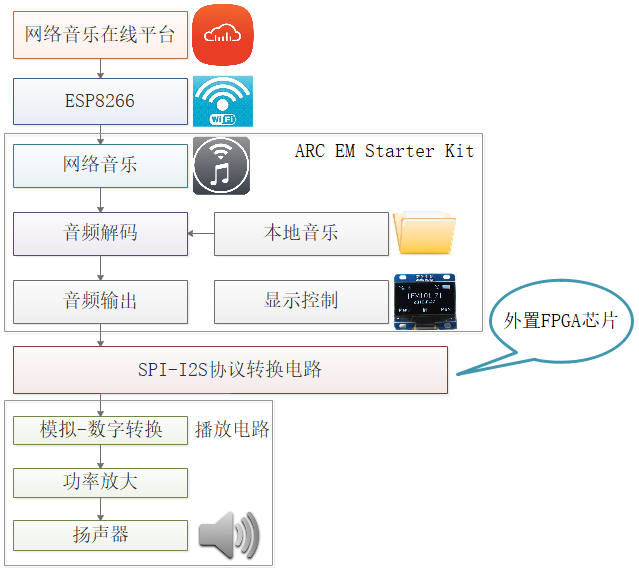 网络音乐在线平台
ESP8266
WiFi
ARC EM Starter Kit
网络音乐
音频解码
本地音乐
音频输出
显示控制
外置FPGA芯片
SPI-I2S协议转换电路
模拟-数字转换
播放电路
功率放大
扬声器